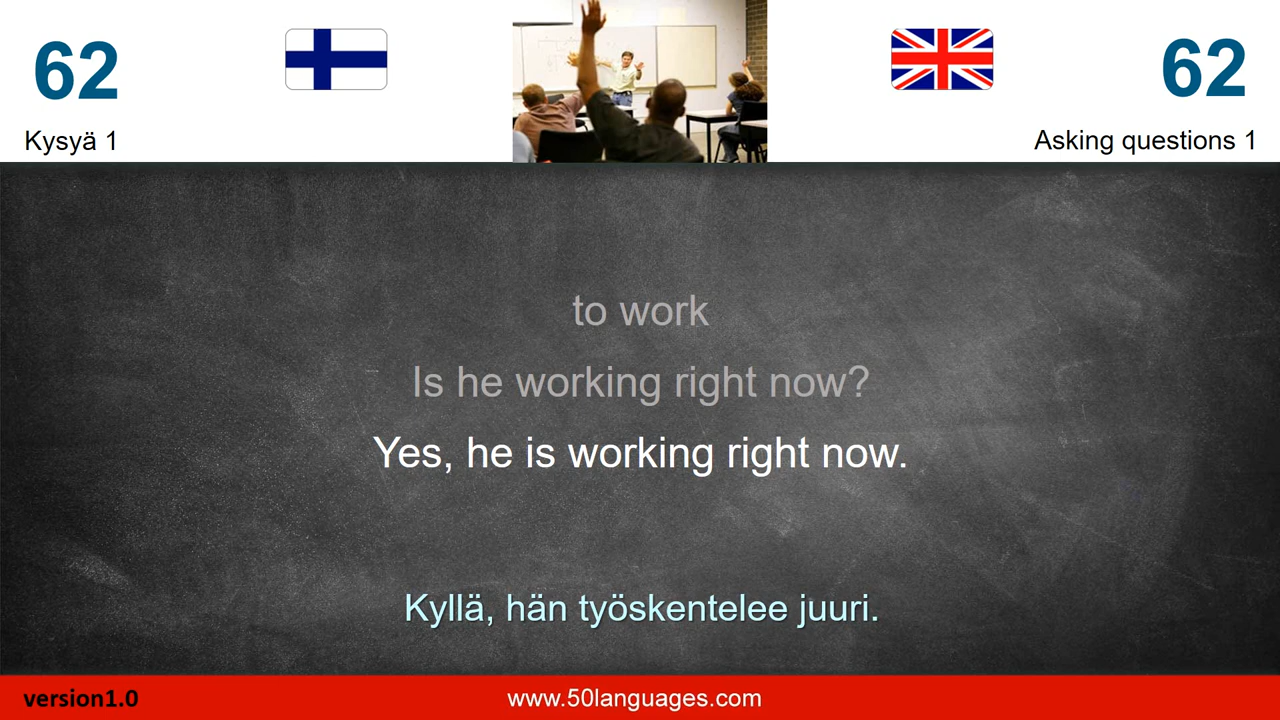 62
62
Kysyä 1
Asking questions 1
to work
Is he working right now?
Yes, he is working right now.
Kyllä, hän työskentelee juuri.
version1.0
www.50languages.com